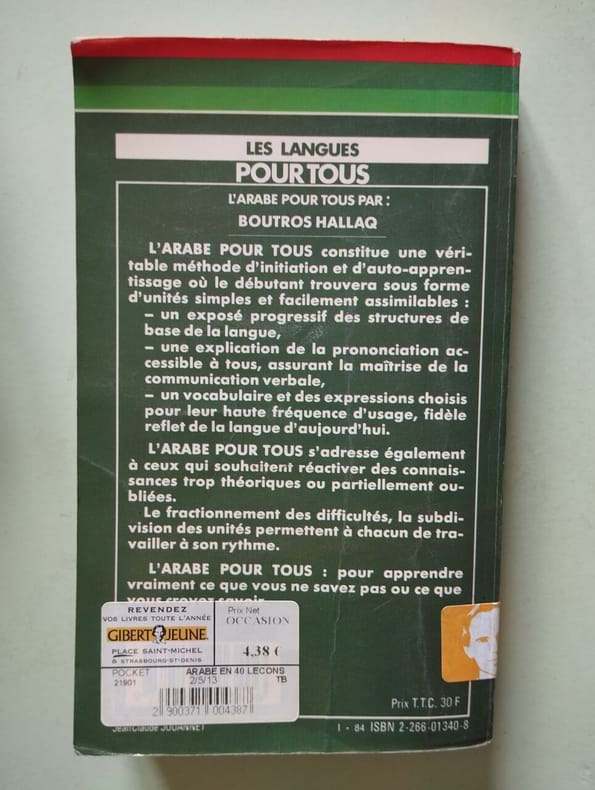 LES LANGUES
POUR TOUS
L'ARABE POUR TOUS PAR :
BOUTROS HALLAQ
L'ARABE POUR TOUS constitue une véri-
table méthode d'initiation et d'auto-appren-
tissage où le débutant trouvera sous forme
d'unités simples et facilement assimilables :
– un exposé progressif des structures de
base de la langue,
– une explication de la prononciation ac-
cessible à tous, assurant la maîtrise de la
communication verbale,
– un vocabulaire et des expressions choisis
pour leur haute fréquence d'usage, fidèle
reflet de la langue d'aujourd'hui.
L'ARABE POUR TOUS s'adresse également
à ceux qui souhaitent réactiver des connais-
sances trop théoriques ou partiellement ou-
bliées.
Le fractionnement des difficultés, la subdi-
vision des unités permettent à chacun de tra-
vailler à son rythme.
L'ARABE POUR TOUS : pour apprendre
vraiment ce que vous ne savez pas ou ce que
vous croyez savoir.
REVENDEZ
VOS LIVRES TOUTE L'ANNÉE
GIBERT JEUNE
PLACE SAINT-MICHEL
& STRASBOURG-ST-DENIS
Prix Net
OCCASION
4,38 €
POCKET ARABE EN 40 LECONS
21901 2/5/13 TB
2 900371 004387
Prix T.T.C. 30 F
Jean Claude JOUANNET
I - 84 ISBN 2-266-01340-8